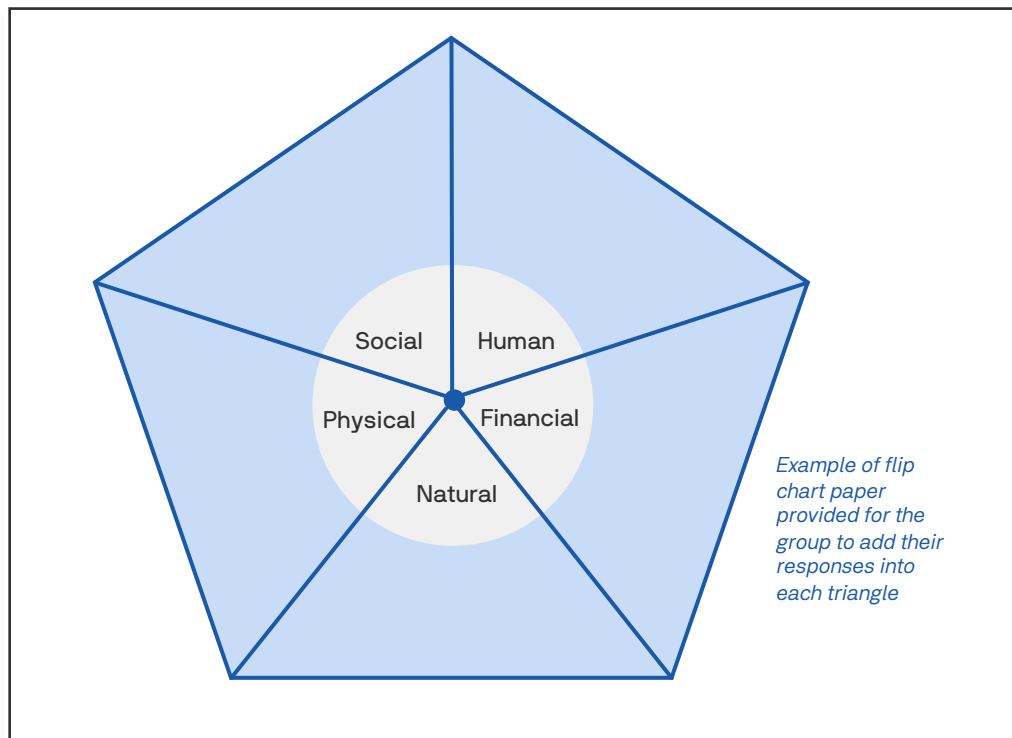 Social
Human
Physical
Financial
Natural
Example of flip
chart paper
provided for the
group to add their
responses into
each triangle